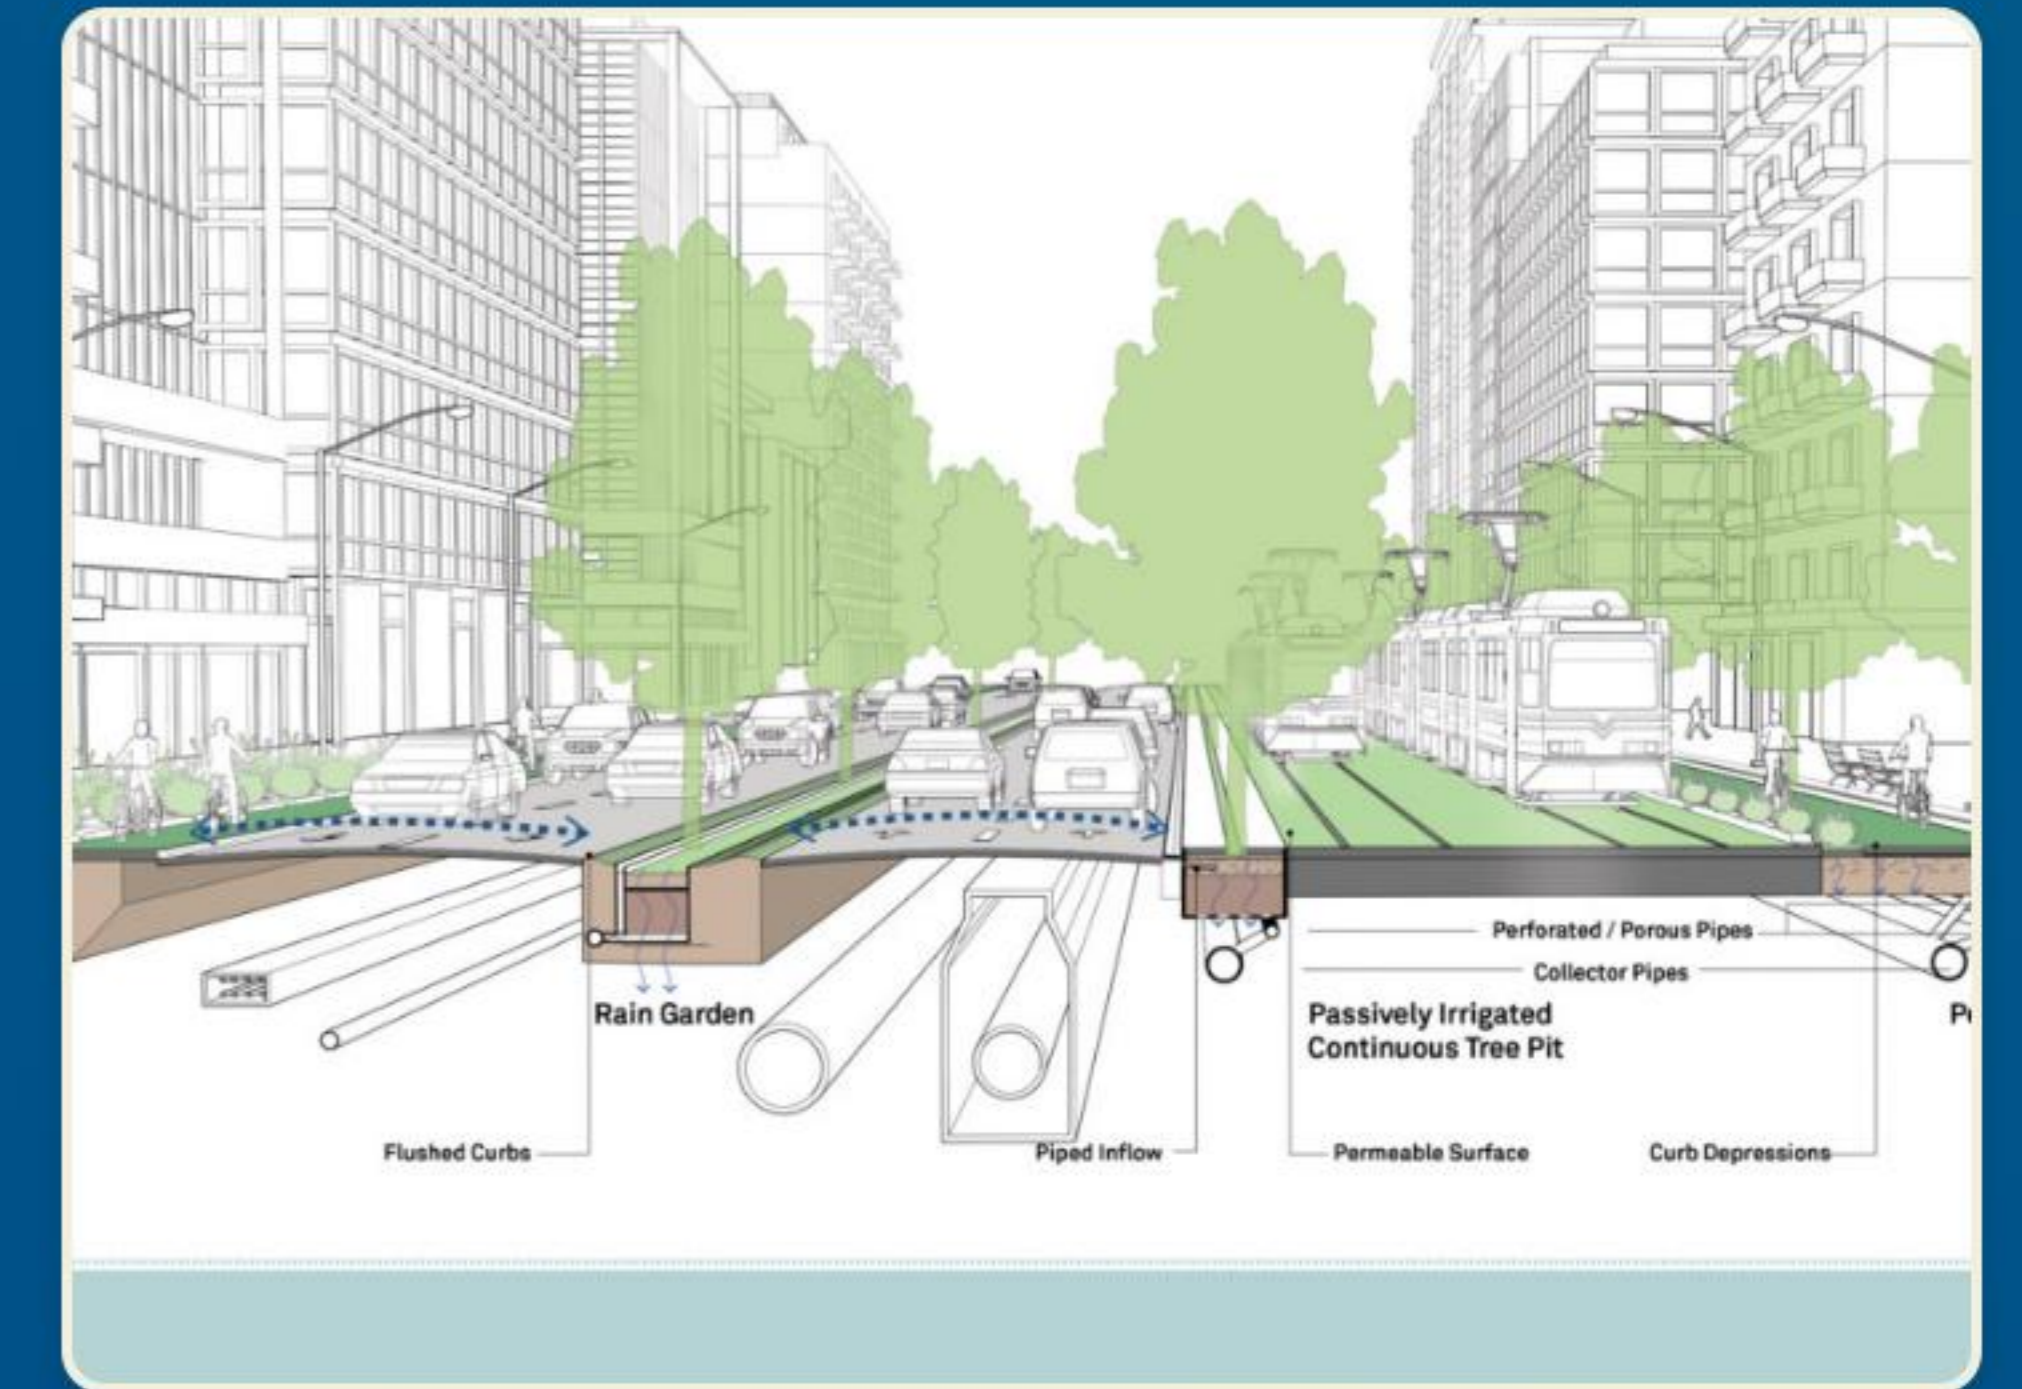 Perforated / Porous Pipes
Collector Pipes
Rain Garden
Passively Irrigated
Continuous Tree Pit
Flushed Curbs
Piped Inflow
Permeable Surface
Curb Depressions